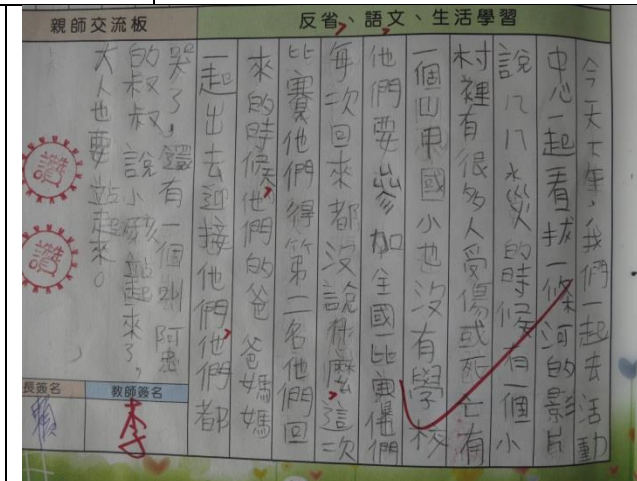 反省、語文、生活學習
親師交流板
今天下午,我們一起去活動
中心一起看拔一條河的影片
說八八水災的時候有一個小
村裡有很多人受傷或死亡有
一個甲國小也沒有學校
他們要參加全國比賽他們
每次回來都沒說什麼,這次
比賽他們得第二名他們回
來的時候,他們的爸爸媽媽
一起出去迎接他們,他們都
哭了,還有一個叫阿忠
的叔叔說小孩站起來了,
大人也要站起來。
讚
讚
長簽名
教師簽名
李